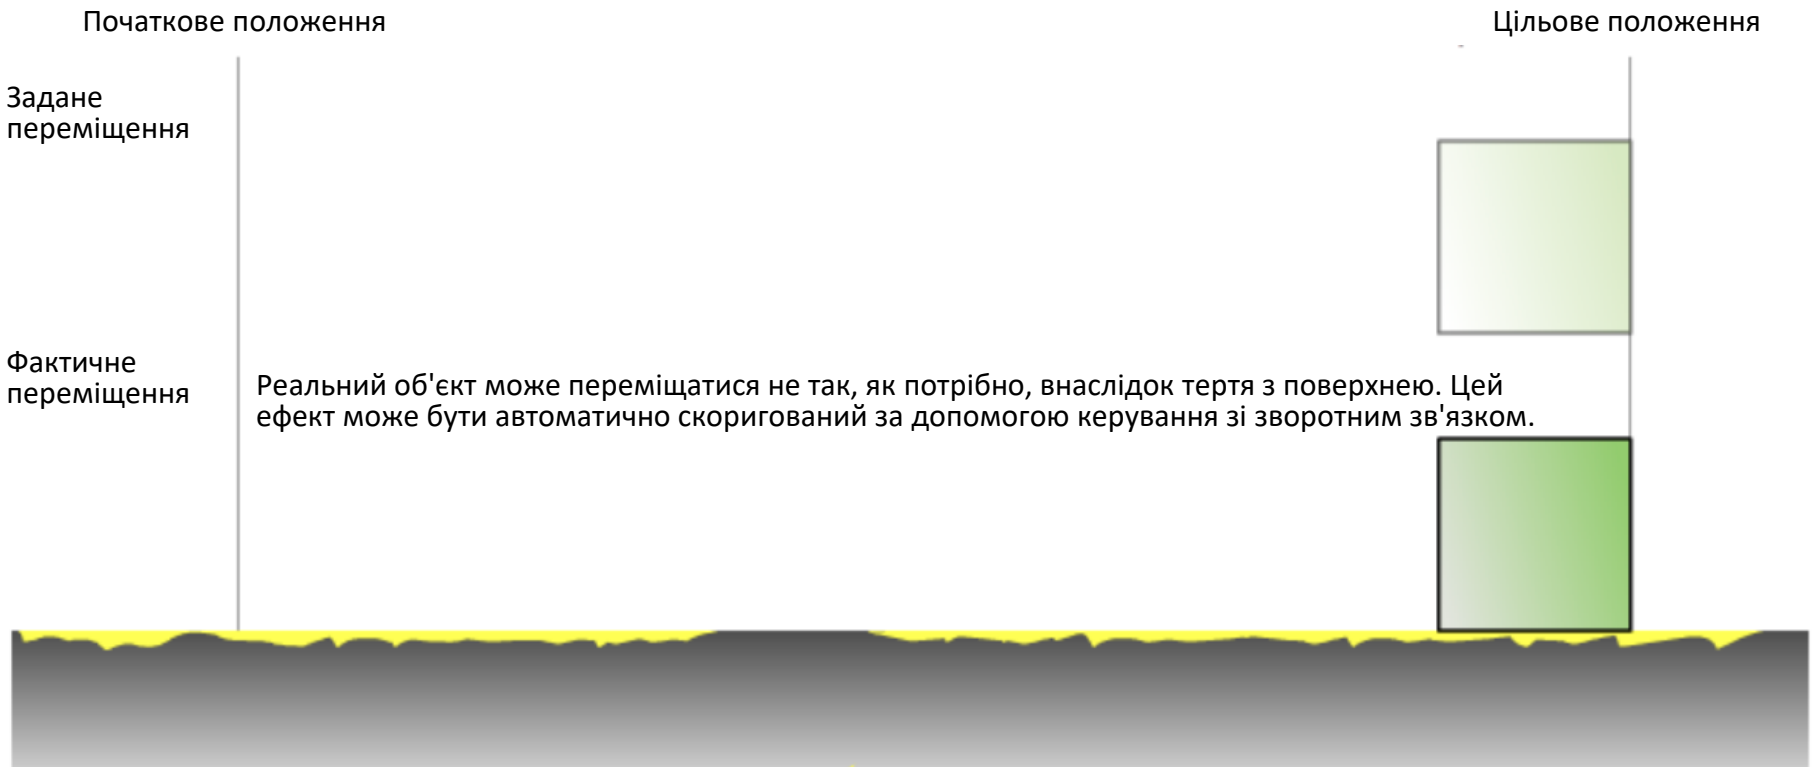 Початкове положення
Цільове положення
Задане
переміщення
Фактичне
переміщення
Реальний об'єкт може переміщатися не так, як потрібно, внаслідок тертя з поверхнею. Цей
ефект може бути автоматично скоригований за допомогою керування зі зворотним зв'язком.